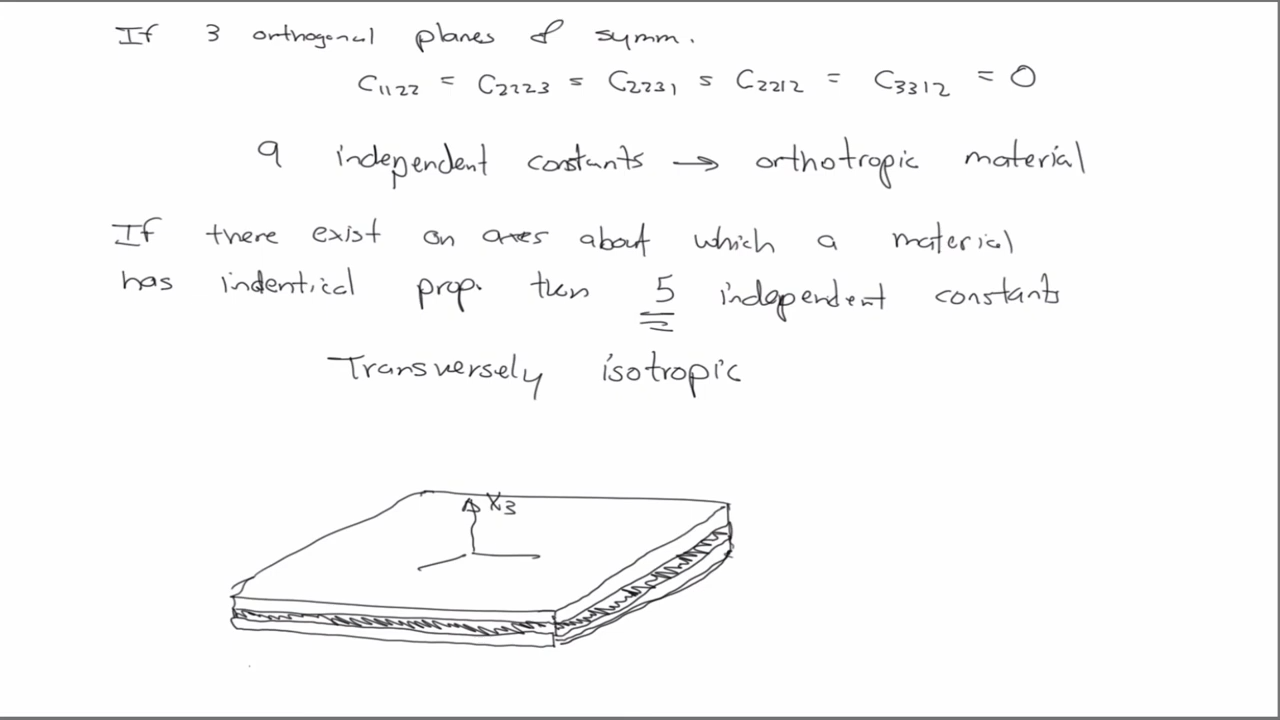 If 3 orthogonal planes of symm.
C1122 = C2223 = C2231 = C2212 = C3312 = 0
9 independent constants → orthotropic material
If there exist an axes about which a material
has indentical prop. then 5 independent constants
Transversely isotropic
X3